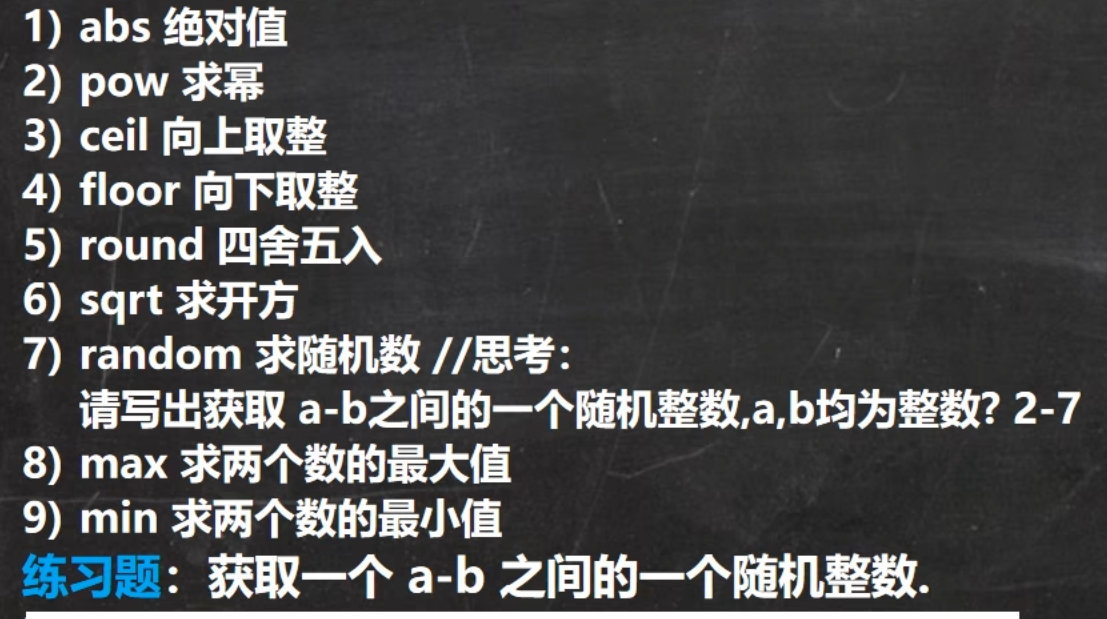 1) abs 绝对值
2) pow 求幂
3) ceil 向上取整
4) floor 向下取整
5) round 四舍五入
6) sqrt 求开方
7) random 求随机数 //思考：
请写出获取 a-b之间的一个随机整数,a,b均为整数? 2-7
8) max 求两个数的最大值
9) min 求两个数的最小值
练习题：获取一个 a-b 之间的一个随机整数.